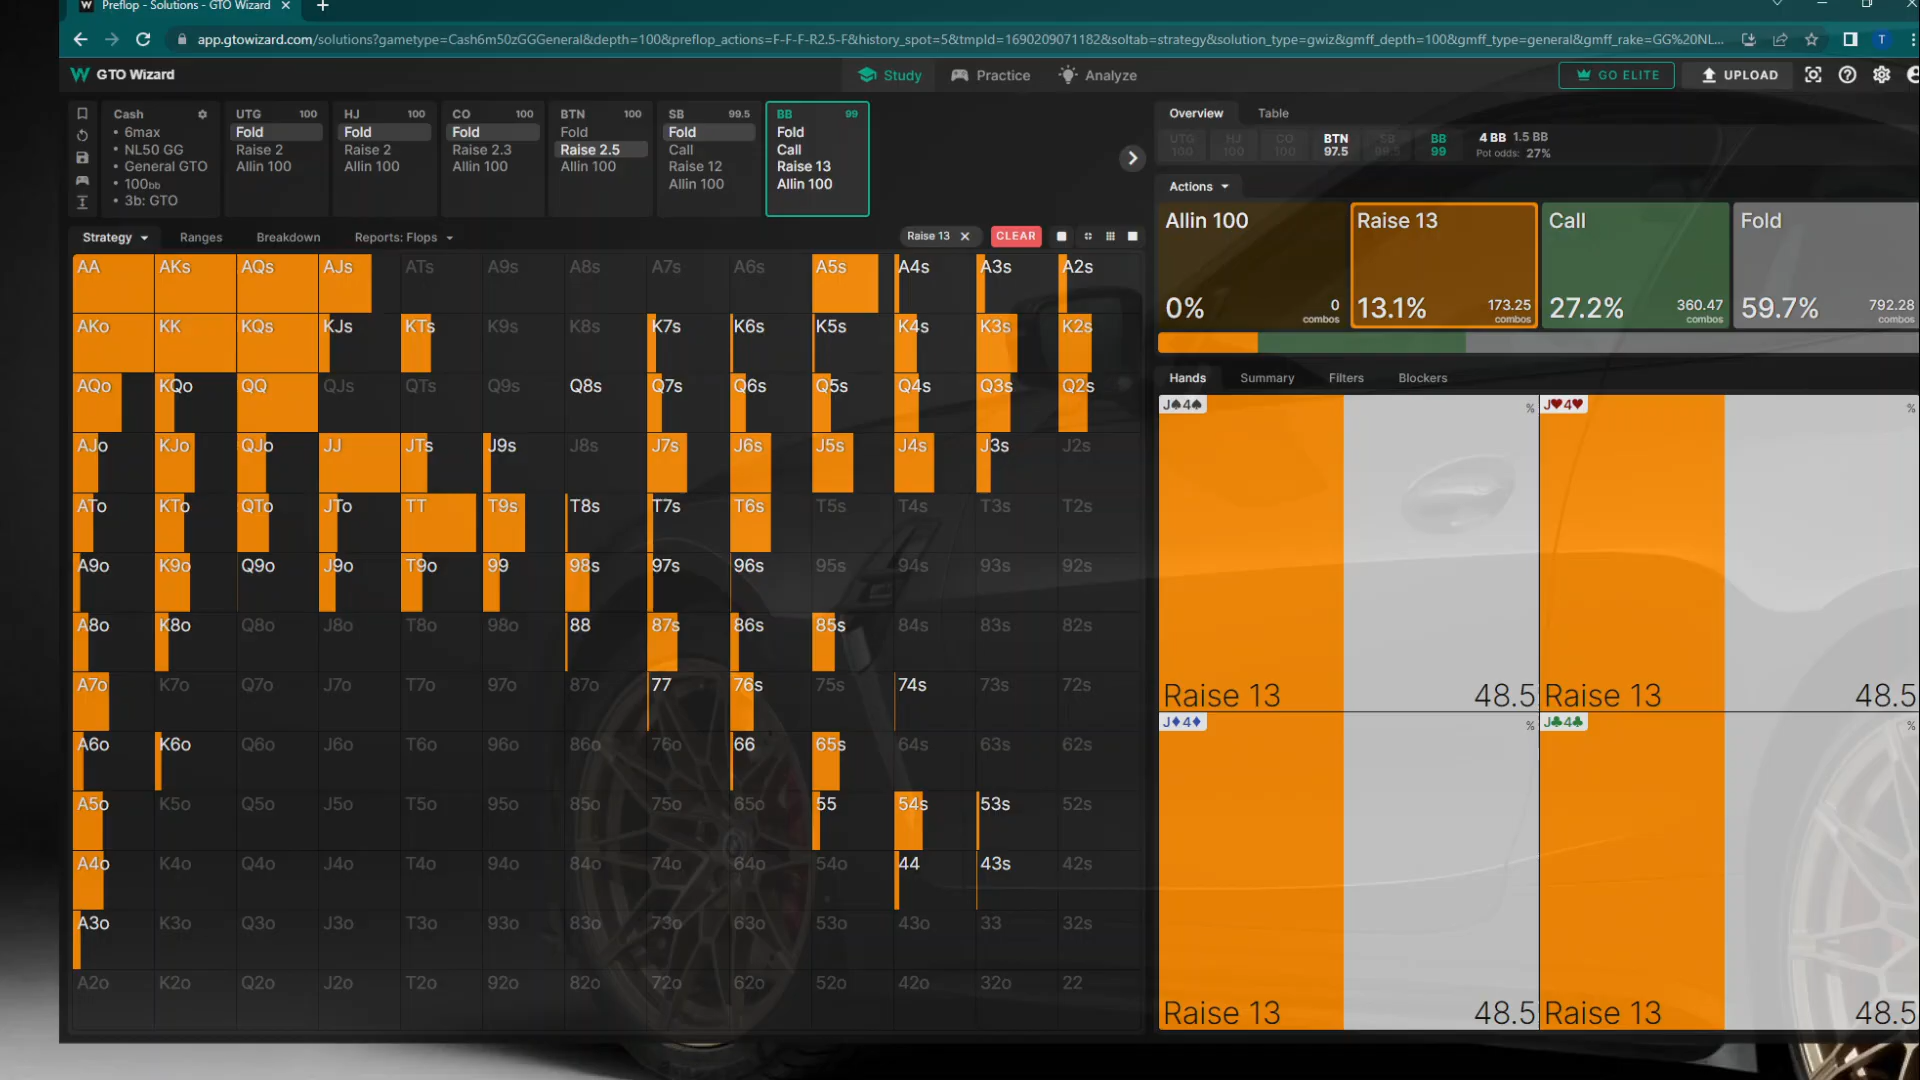 Preflop - Solutions - GTO Wizard
app.gtowizard.com/solutions?gametype=Cash6m50zGGGeneral&depth=100&preflop_actions=F-F-F-R2.5-F&history_spot=5&tmpId=1690209071182&soltab=strategy&solution_type=gwiz&gmff_depth=100&gmff_type=general&gmff_rake=GG%20NL...
T
GTO Wizard
Study
Practice
Analyze
GO ELITE
UPLOAD
Cash
• 6max
• NL50 GG
• General GTO
• 100bb
• 3b: GTO
UTG 100
Fold
Raise 2
Allin 100
HJ 100
Fold
Raise 2
Allin 100
CO 100
Fold
Raise 2.3
Allin 100
BTN 100
Fold
Raise 2.5
Allin 100
SB 99.5
Fold
Call
Raise 12
Allin 100
BB 99
Fold
Call
Raise 13
Allin 100
Overview Table
UTG 100 HJ 100 CO 100 BTN 97.5 SB 99.5 BB 99
4 BB 1.5 BB
Pot odds: 27%
Actions
Allin 100
0% 0 combos
Raise 13
13.1% 173.25 combos
Call
27.2% 360.47 combos
Fold
59.7% 792.28 combos
Strategy Ranges Breakdown Reports: Flops
Raise 13 CLEAR
AA AKs AQs AJs ATs A9s A8s A7s A6s A5s A4s A3s A2s
AKo KK KQs KJs KTs K9s K8s K7s K6s K5s K4s K3s K2s
AQo KQo QQ QJs QTs Q9s Q8s Q7s Q6s Q5s Q4s Q3s Q2s
AJo KJo QJo JJ JTs J9s J8s J7s J6s J5s J4s J3s J2s
ATo KTo QTo JTo TT T9s T8s T7s T6s T5s T4s T3s T2s
A9o K9o Q9o J9o T9o 99 98s 97s 96s 95s 94s 93s 92s
A8o K8o Q8o J8o T8o 98o 88 87s 86s 85s 84s 83s 82s
A7o K7o Q7o J7o T7o 97o 87o 77 76s 75s 74s 73s 72s
A6o K6o Q6o J6o T6o 96o 86o 76o 66 65s 64s 63s 62s
A5o K5o Q5o J5o T5o 95o 85o 75o 65o 55 54s 53s 52s
A4o K4o Q4o J4o T4o 94o 84o 74o 64o 54o 44 43s 42s
A3o K3o Q3o J3o T3o 93o 83o 73o 63o 53o 43o 33 32s
A2o K2o Q2o J2o T2o 92o 82o 72o 62o 52o 42o 32o 22
Hands Summary Filters Blockers
J♠4♠ %
Raise 13 48.5
J♥4♥ %
Raise 13 48.5
J♦4♦ %
Raise 13 48.5
J♣4♣ %
Raise 13 48.5